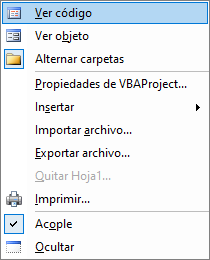 Ver código
Ver objeto
Alternar carpetas
Propiedades de VBAProject...
Insertar
Importar archivo...
Exportar archivo...
Quitar Hoja1...
Imprimir...
Acople
Ocultar